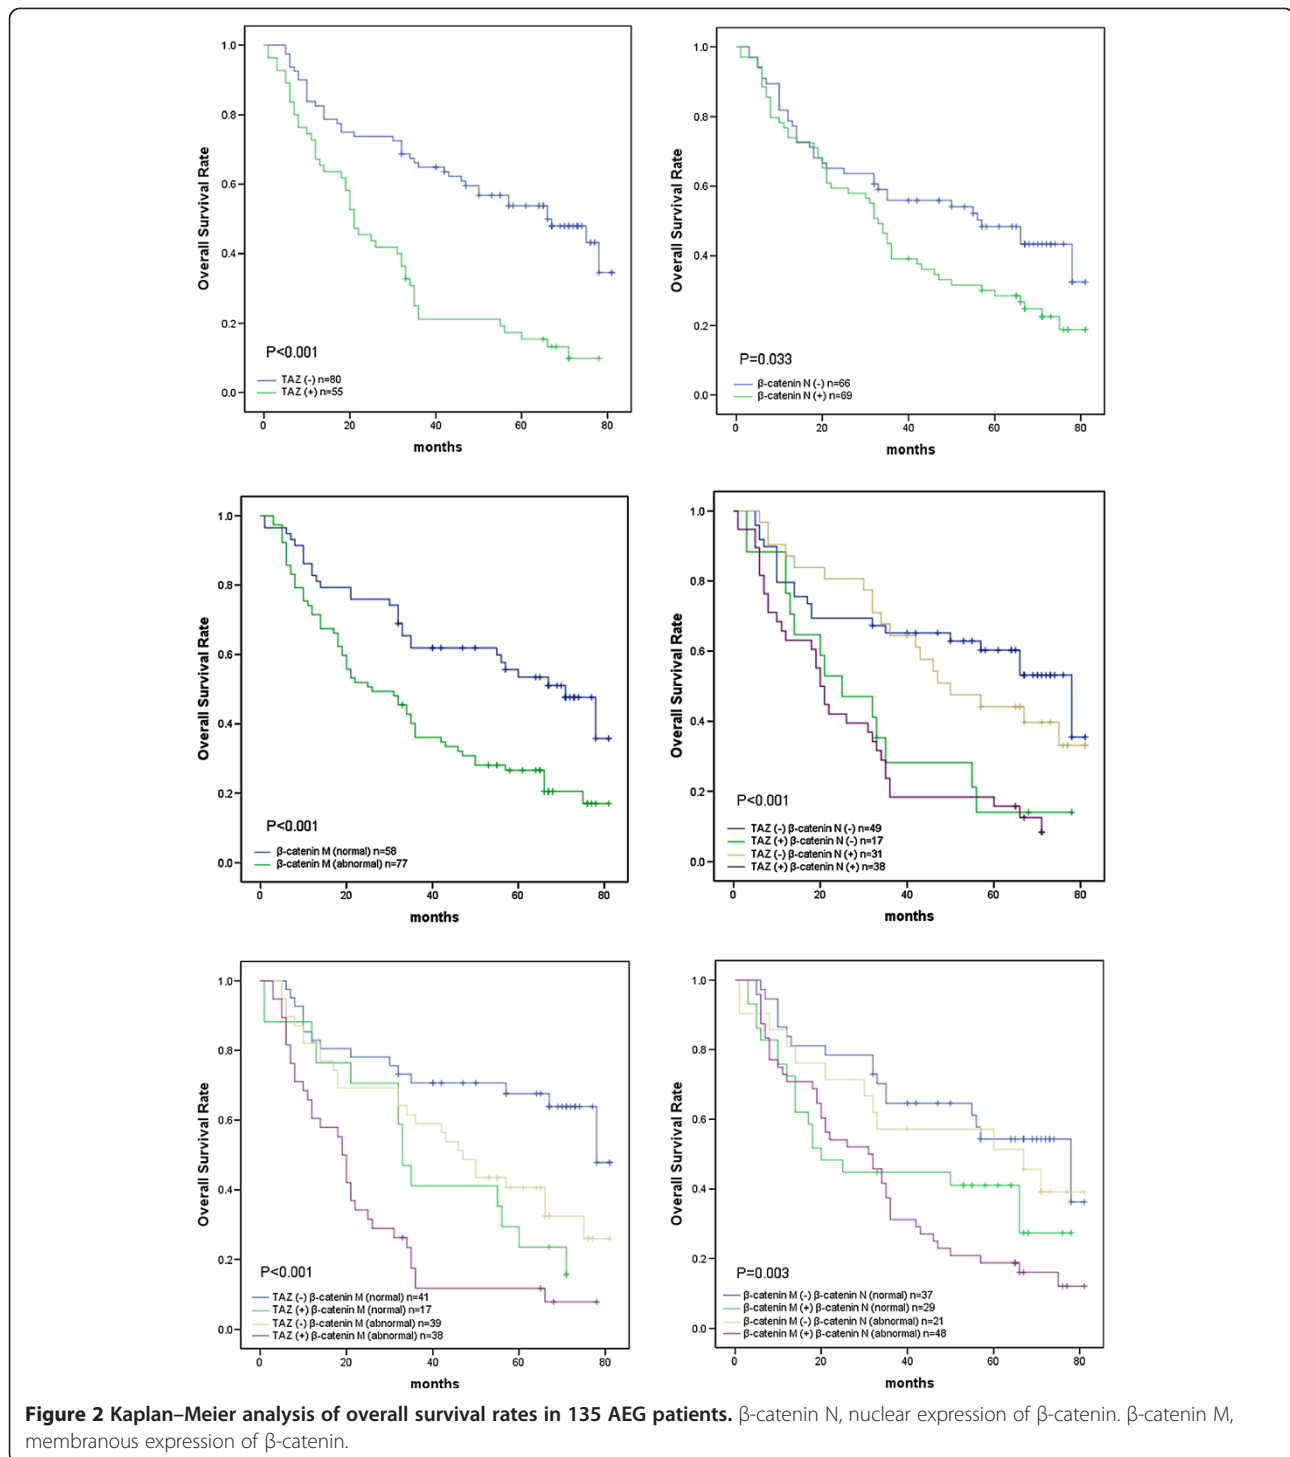 1.0
0.8
0.6
0.4
0.2
0.0
Overall Survival Rate
P<0.001
TAZ (-) n=80
TAZ (+) n=55
0 20 40 60 80
months
1.0
0.8
0.6
0.4
0.2
0.0
Overall Survival Rate
P=0.033
β-catenin N (-) n=66
β-catenin N (+) n=69
0 20 40 60 80
months
1.0
0.8
0.6
0.4
0.2
0.0
Overall Survival Rate
P<0.001
β-catenin M (normal) n=58
β-catenin M (abnormal) n=77
0 20 40 60 80
months
1.0
0.8
0.6
0.4
0.2
0.0
Overall Survival Rate
P<0.001
TAZ (-) β-catenin N (-) n=49
TAZ (+) β-catenin N (-) n=17
TAZ (-) β-catenin N (+) n=31
TAZ (+) β-catenin N (+) n=38
0 20 40 60 80
months
1.0
0.8
0.6
0.4
0.2
0.0
Overall Survival Rate
P<0.001
TAZ (-) β-catenin M (normal) n=41
TAZ (+) β-catenin M (normal) n=17
TAZ (-) β-catenin M (abnormal) n=39
TAZ (+) β-catenin M (abnormal) n=38
0 20 40 60 80
months
1.0
0.8
0.6
0.4
0.2
0.0
Overall Survival Rate
P=0.003
β-catenin M (-) β-catenin N (normal) n=37
β-catenin M (+) β-catenin N (normal) n=29
β-catenin M (-) β-catenin N (abnormal) n=21
β-catenin M (+) β-catenin N (abnormal) n=48
0 20 40 60 80
months
Figure 2 Kaplan–Meier analysis of overall survival rates in 135 AEG patients. β-catenin N, nuclear expression of β-catenin. β-catenin M,
membranous expression of β-catenin.